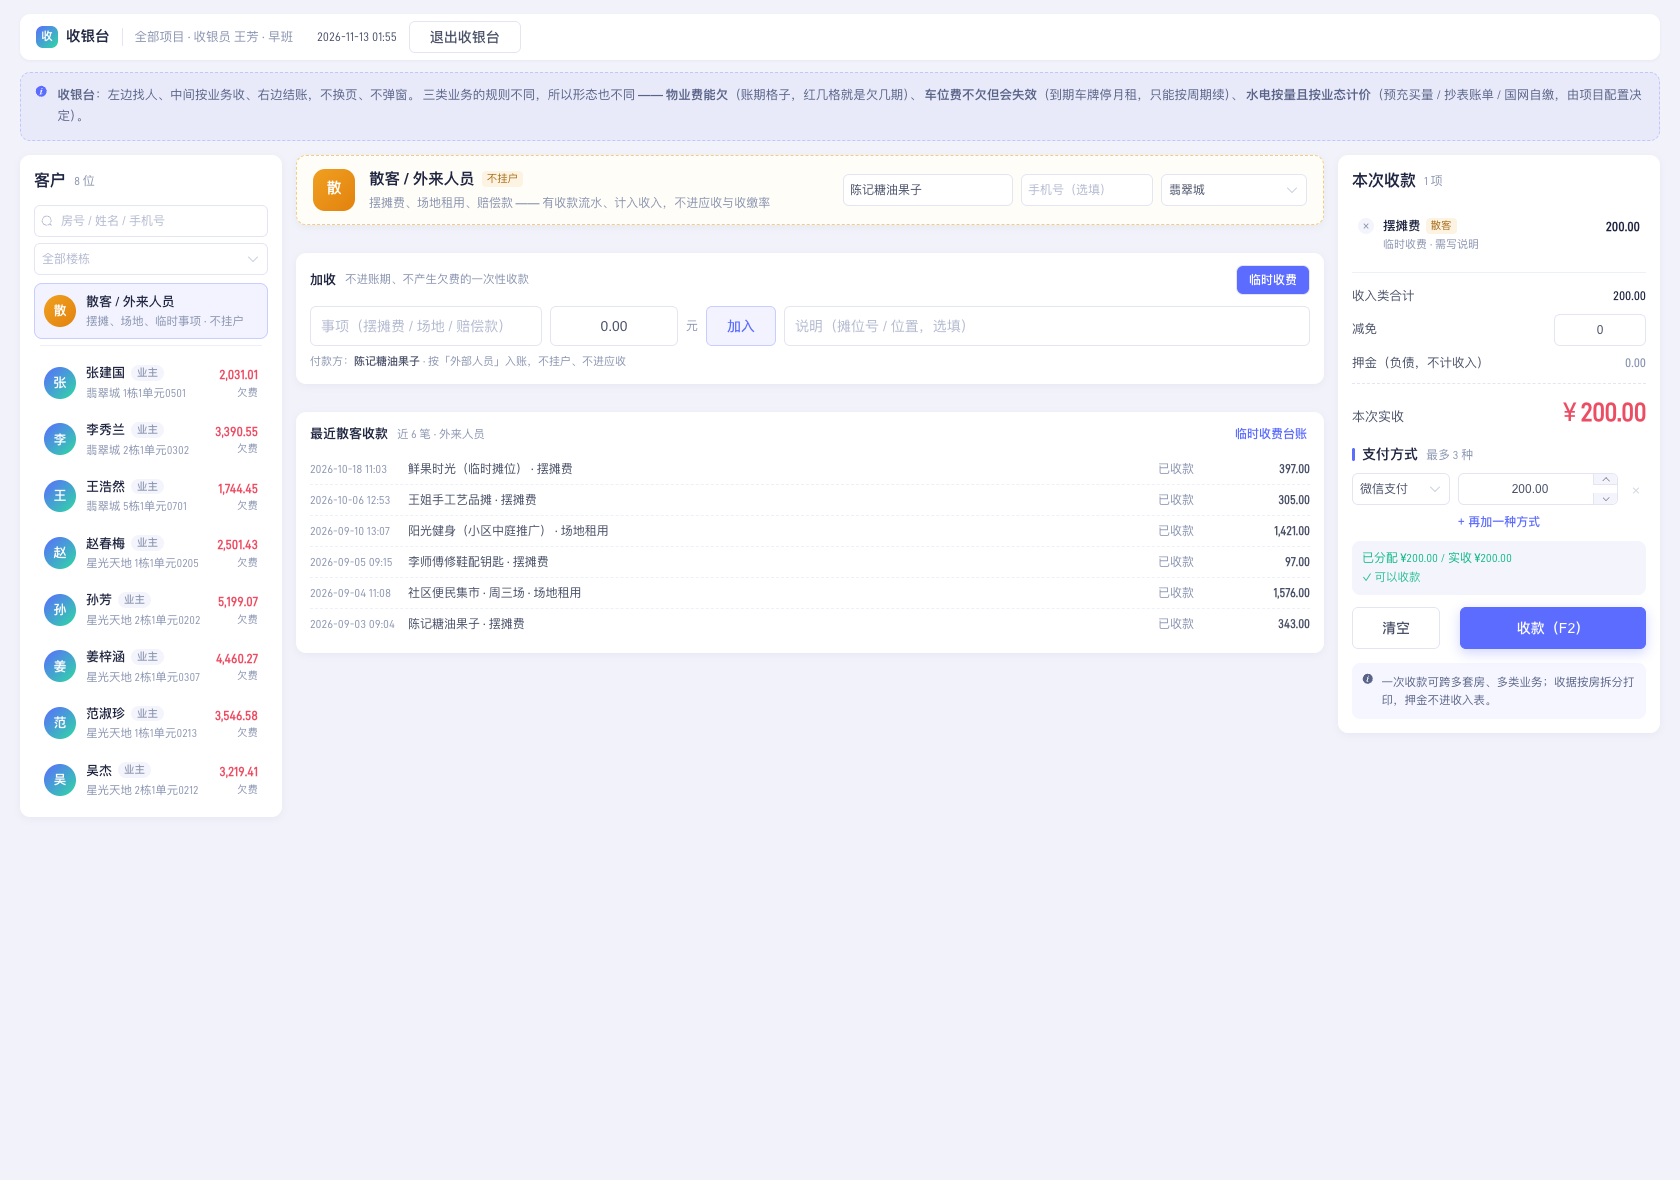 收 收银台 全部项目 · 收银员 王芳 · 早班 2026-11-13 01:55 退出收银台
收银台：左边找人、中间按业务收、右边结账，不换页、不弹窗。 三类业务的规则不同，所以形态也不同 —— 物业费能欠（账期格子，红几格就是欠几期）、 车位费不欠但会失效（到期车牌停月租，只能按周期续）、 水电按量且按业态计价（预充买量 / 抄表账单 / 国网自缴，由项目配置决
定）。
客户 8 位
房号 / 姓名 / 手机号
全部楼栋
散 散客 / 外来人员
摆摊、场地、临时事项 · 不挂户
张 张建国 业主 2,031.01
翡翠城 1栋1单元0501 欠费
李 李秀兰 业主 3,390.55
翡翠城 2栋1单元0302 欠费
王 王浩然 业主 1,744.45
翡翠城 5栋1单元0701 欠费
赵 赵春梅 业主 2,501.43
星光天地 1栋1单元0205 欠费
孙 孙芳 业主 5,199.07
星光天地 2栋1单元0202 欠费
姜 姜梓涵 业主 4,460.27
星光天地 2栋1单元0307 欠费
范 范淑珍 业主 3,546.58
星光天地 1栋1单元0213 欠费
吴 吴杰 业主 3,219.41
星光天地 2栋1单元0212 欠费
散 散客 / 外来人员 不挂户
摆摊费、场地租用、赔偿款 —— 有收款流水、计入收入，不进应收与收缴率
陈记糖油果子 手机号（选填） 翡翠城
加收 不进账期、不产生欠费的一次性收款 临时收费
事项（摆摊费 / 场地 / 赔偿款） 0.00 元 加入 说明（摊位号 / 位置，选填）
付款方：陈记糖油果子 · 按「外部人员」入账，不挂户、不进应收
最近散客收款 近 6 笔 · 外来人员 临时收费台账
2026-10-18 11:03 鲜果时光（临时摊位） · 摆摊费 已收款 397.00
2026-10-06 12:53 王姐手工艺品摊 · 摆摊费 已收款 305.00
2026-09-10 13:07 阳光健身（小区中庭推广） · 场地租用 已收款 1,421.00
2026-09-05 09:15 李师傅修鞋配钥匙 · 摆摊费 已收款 97.00
2026-09-04 11:08 社区便民集市 · 周三场 · 场地租用 已收款 1,576.00
2026-09-03 09:04 陈记糖油果子 · 摆摊费 已收款 343.00
本次收款 1 项
× 摆摊费 散客 200.00
临时收费 · 需写说明
收入类合计 200.00
减免 0
押金（负债，不计收入） 0.00
本次实收 ¥ 200.00
支付方式 最多 3 种
微信支付 200.00 ×
+ 再加一种方式
已分配 ¥200.00 / 实收 ¥200.00
✓ 可以收款
清空 收款（F2）
一次收款可跨多套房、多类业务；收据按房拆分打
印，押金不进收入表。